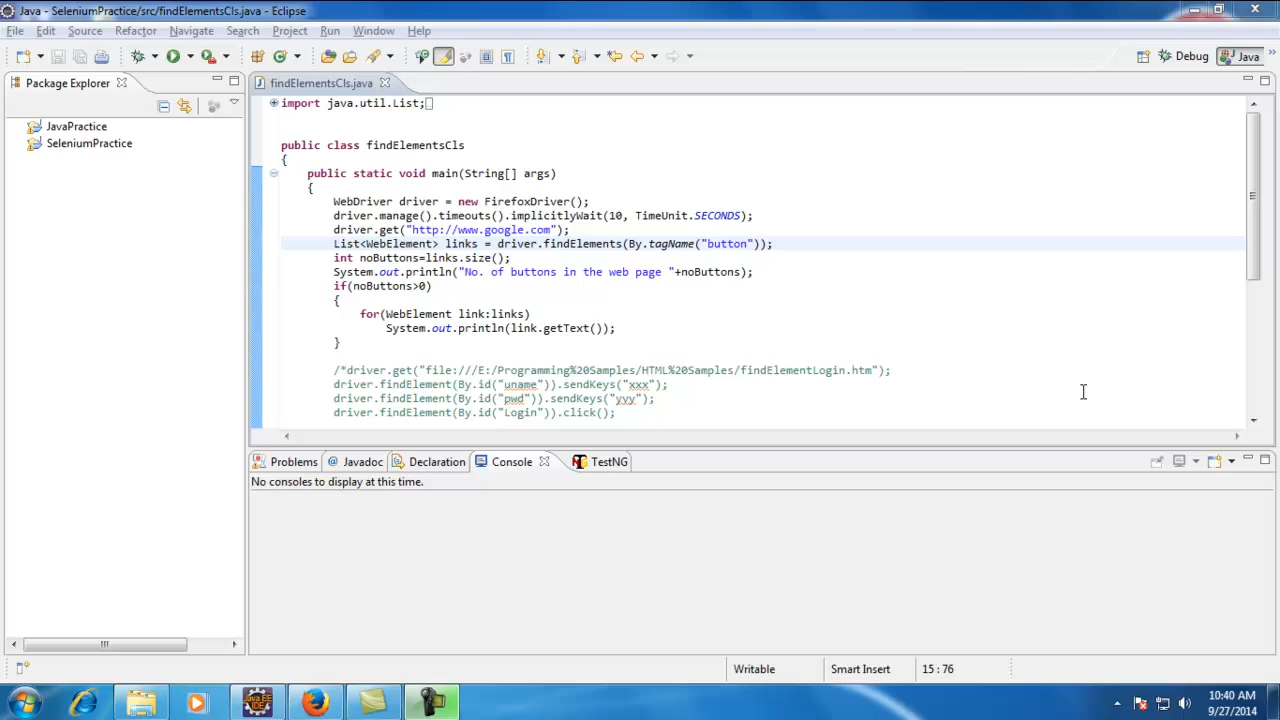 Java - SeleniumPractice/src/findElementsCls.java - Eclipse
File Edit Source Refactor Navigate Search Project Run Window Help
Debug Java
Package Explorer
findElementsCls.java
JavaPractice
SeleniumPractice
import java.util.List;
public class findElementsCls
{
public static void main(String[] args)
{
WebDriver driver = new FirefoxDriver();
driver.manage().timeouts().implicitlyWait(10, TimeUnit.SECONDS);
driver.get("http://www.google.com");
List<WebElement> links = driver.findElements(By.tagName("button"));
int noButtons=links.size();
System.out.println("No. of buttons in the web page "+noButtons);
if(noButtons>0)
{
for(WebElement link:links)
System.out.println(link.getText());
}
/*driver.get("file:///E:/Programming%20Samples/HTML%20Samples/findElementLogin.htm");
driver.findElement(By.id("uname")).sendKeys("xxx");
driver.findElement(By.id("pwd")).sendKeys("yyy");
driver.findElement(By.id("Login")).click();
Problems Javadoc Declaration Console TestNG
No consoles to display at this time.
Writable Smart Insert 15 : 76
Java EE
IDE
10:40 AM
9/27/2014